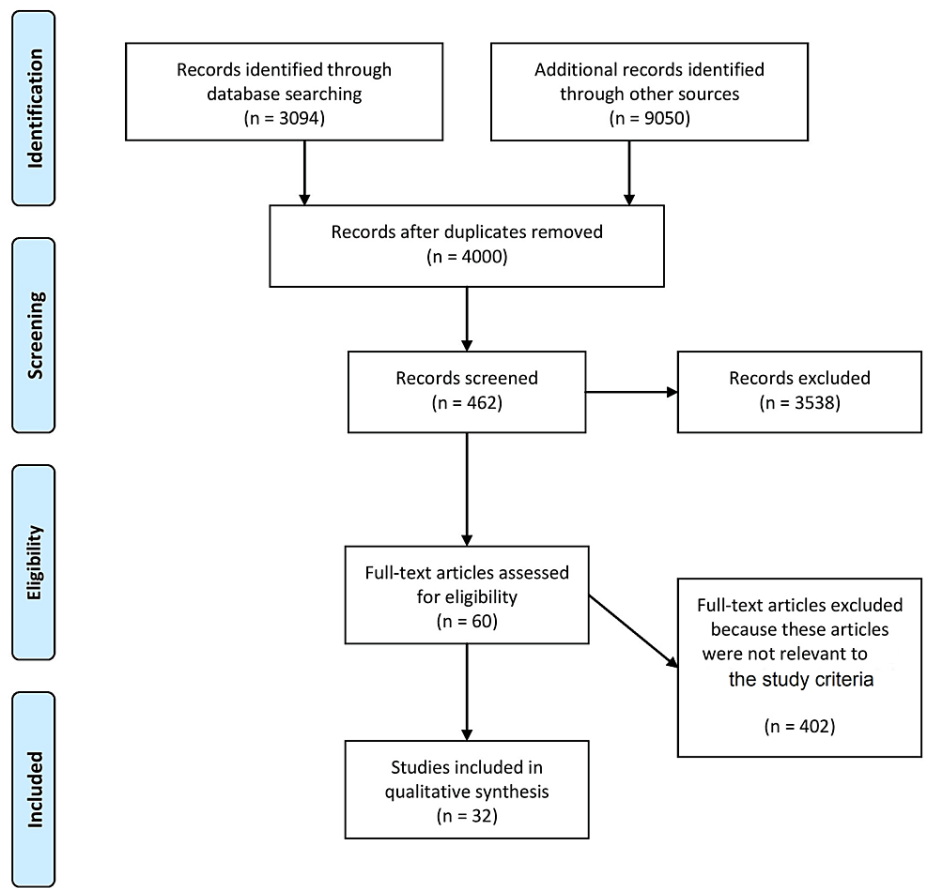 Identification
Records identified through
database searching
(n = 3094)
Additional records identified
through other sources
(n = 9050)
Records after duplicates removed
(n = 4000)
Screening
Records screened
(n = 462)
Records excluded
(n = 3538)
Eligibility
Full-text articles assessed
for eligibility
(n = 60)
Full-text articles excluded
because these articles
were not relevant to
the study criteria
(n = 402)
Included
Studies included in
qualitative synthesis
(n = 32)